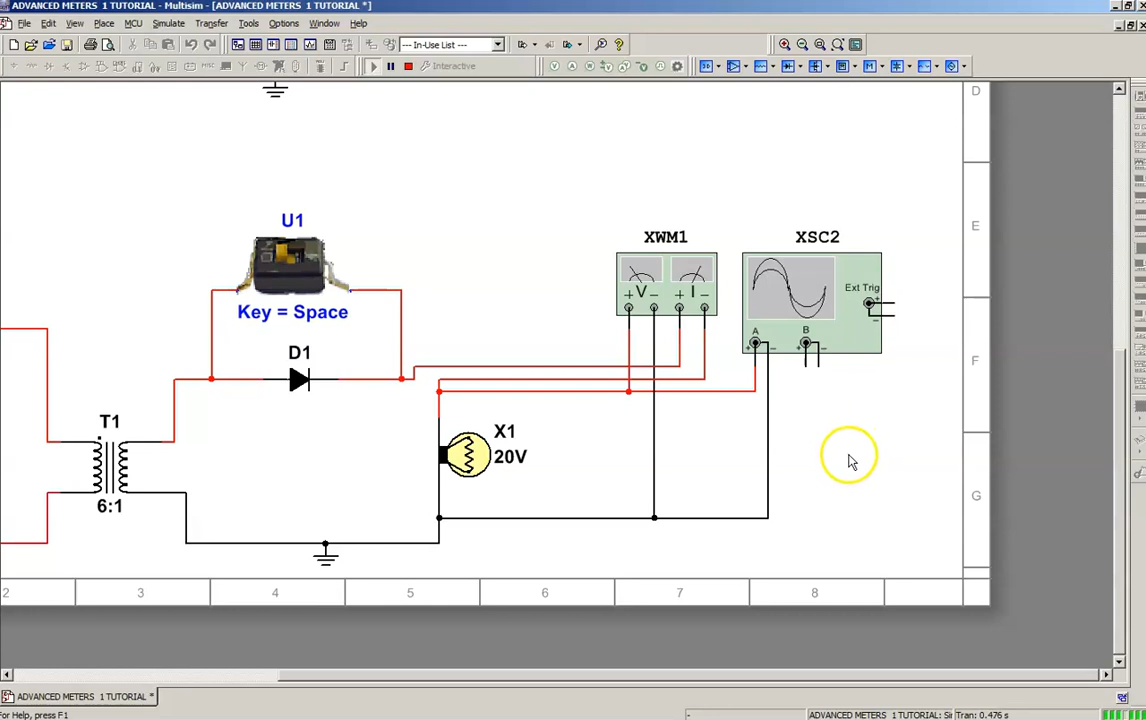 ADVANCED METERS 1 TUTORIAL - Multisim - [ADVANCED METERS 1 TUTORIAL *]
File Edit View Place MCU Simulate Transfer Tools Options Window Help
--- In-Use List ---
Interactive
D
E
F
G
U1
Key = Space
D1
T1
6:1
X1
20V
XWM1
V I
+ − + −
XSC2
Ext Trig
+
−
A B
+ − + −
2 3 4 5 6 7 8
ADVANCED METERS 1 TUTORIAL *
For Help, press F1
-
ADVANCED METERS 1 TUTORIAL: Sir Tran: 0.476 s